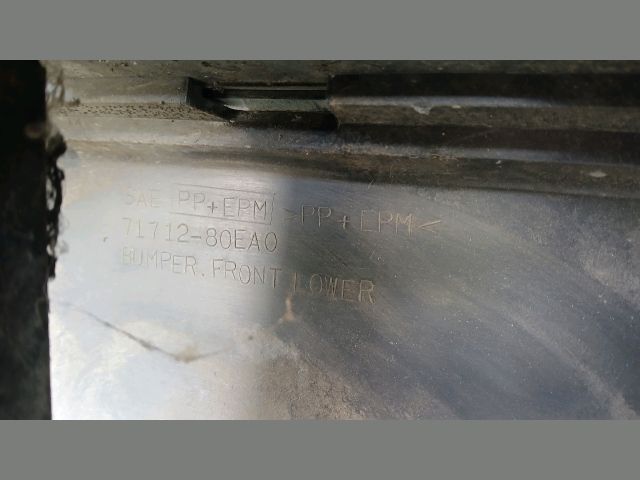 SAE PP+EPM >PP+EPM<
71712-80EA0
BUMPER, FRONT LOWER